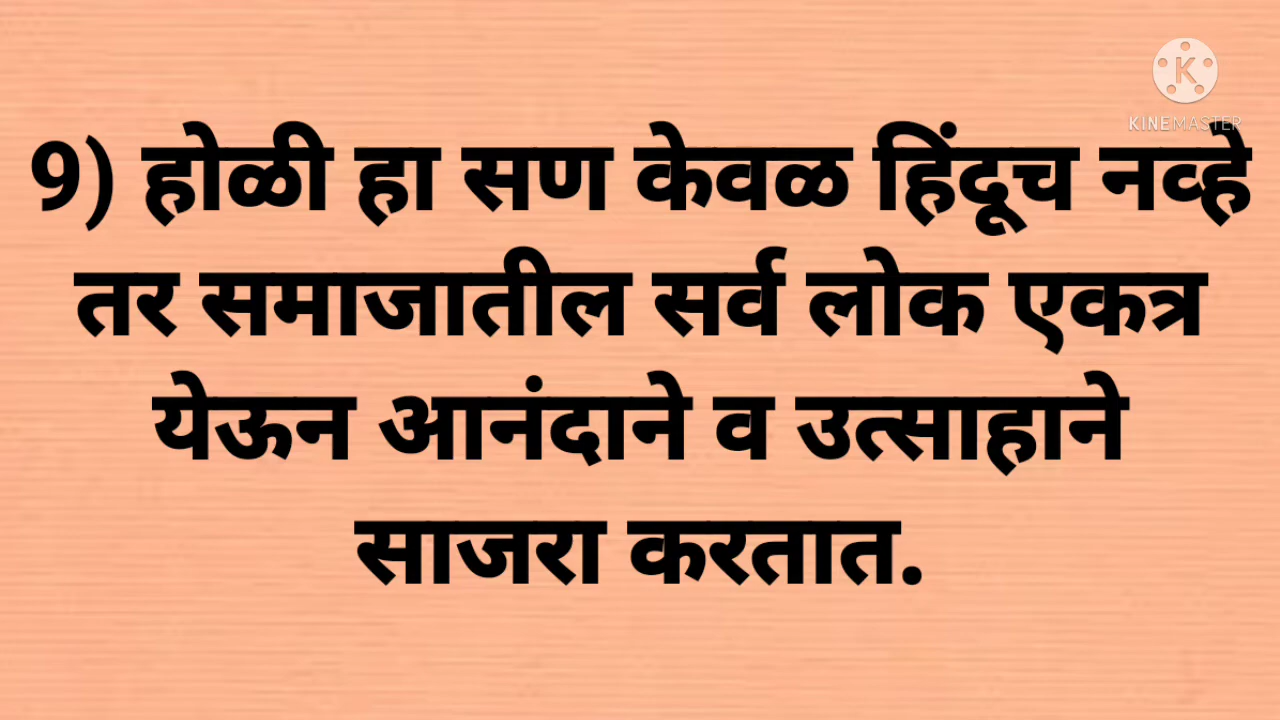 KINEMASTER
9) होळी हा सण केवळ हिंदूच नव्हे
तर समाजातील सर्व लोक एकत्र
येऊन आनंदाने व उत्साहाने
साजरा करतात.